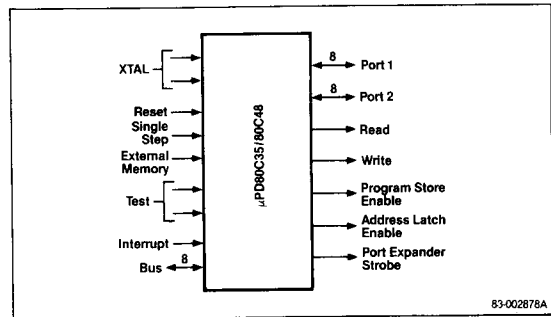 XTAL
Reset
Single
Step
External
Memory
Test
Interrupt
Bus
8
μPD80C35/80C48
8
Port 1
8
Port 2
Read
Write
Program Store
Enable
Address Latch
Enable
Port Expander
Strobe
83-002878A